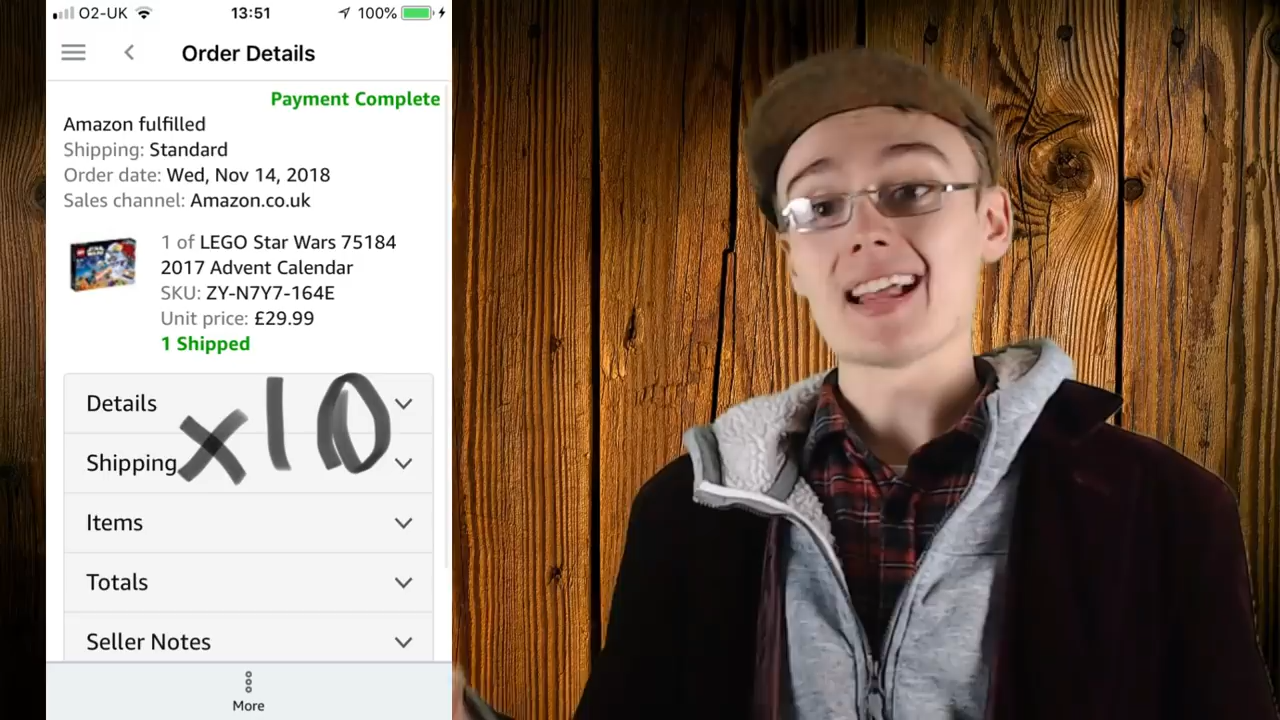 O2-UK 13:51 100%
Order Details
Payment Complete
Amazon fulfilled
Shipping: Standard
Order date: Wed, Nov 14, 2018
Sales channel: Amazon.co.uk
1 of LEGO Star Wars 75184
2017 Advent Calendar
SKU: ZY-N7Y7-164E
Unit price: £29.99
1 Shipped
Details
x10
Shipping
Items
Totals
Seller Notes
More